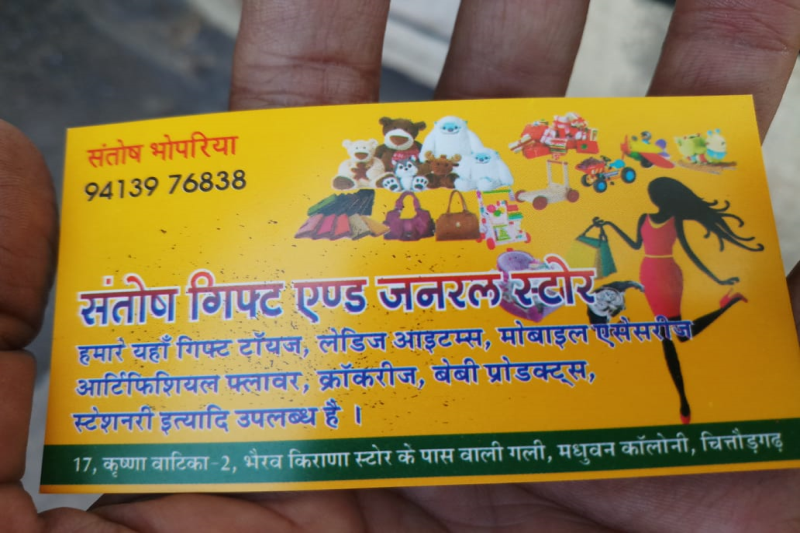 संतोष भोपरिया
94139 76838
संतोष गिफ्ट एण्ड जनरल स्टोर
हमारे यहाँ गिफ्ट टॉयज, लेडिज आइटम्स, मोबाइल एसेसरीज
आर्टिफिशियल फ्लावर, क्रॉकरीज, बेबी प्रोडक्ट्स,
स्टेशनरी इत्यादि उपलब्ध है ।
17, कृष्णा वाटिका-2, भैरव किराणा स्टोर के पास वाली गली, मधुवन कॉलोनी, चित्तौड़गढ़